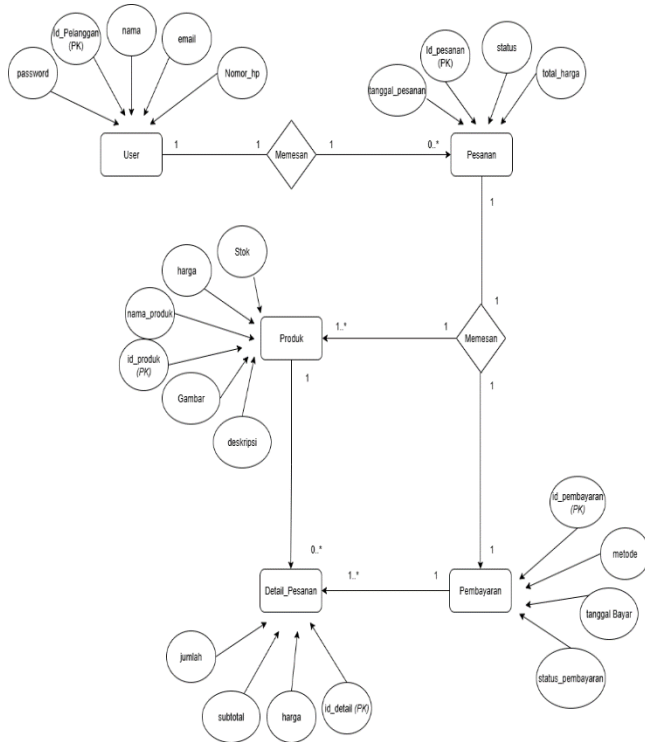 password
Id_Pelanggan
(PK)
nama
email
Nomor_hp
tanggal_pesanan
Id_pesanan
(PK)
status
total_harga
User
1
1
Memesan
1
0..*
Pesanan
1
1
Stok
harga
nama_produk
id_produk
(PK)
Gambar
deskripsi
Produk
1..*
1
Memesan
1
1
0..*
Detail_Pesanan
1..*
1
Pembayaran
id_pembayaran
(PK)
metode
tanggal Bayar
status_pembayaran
jumlah
subtotal
harga
id_detail (PK)